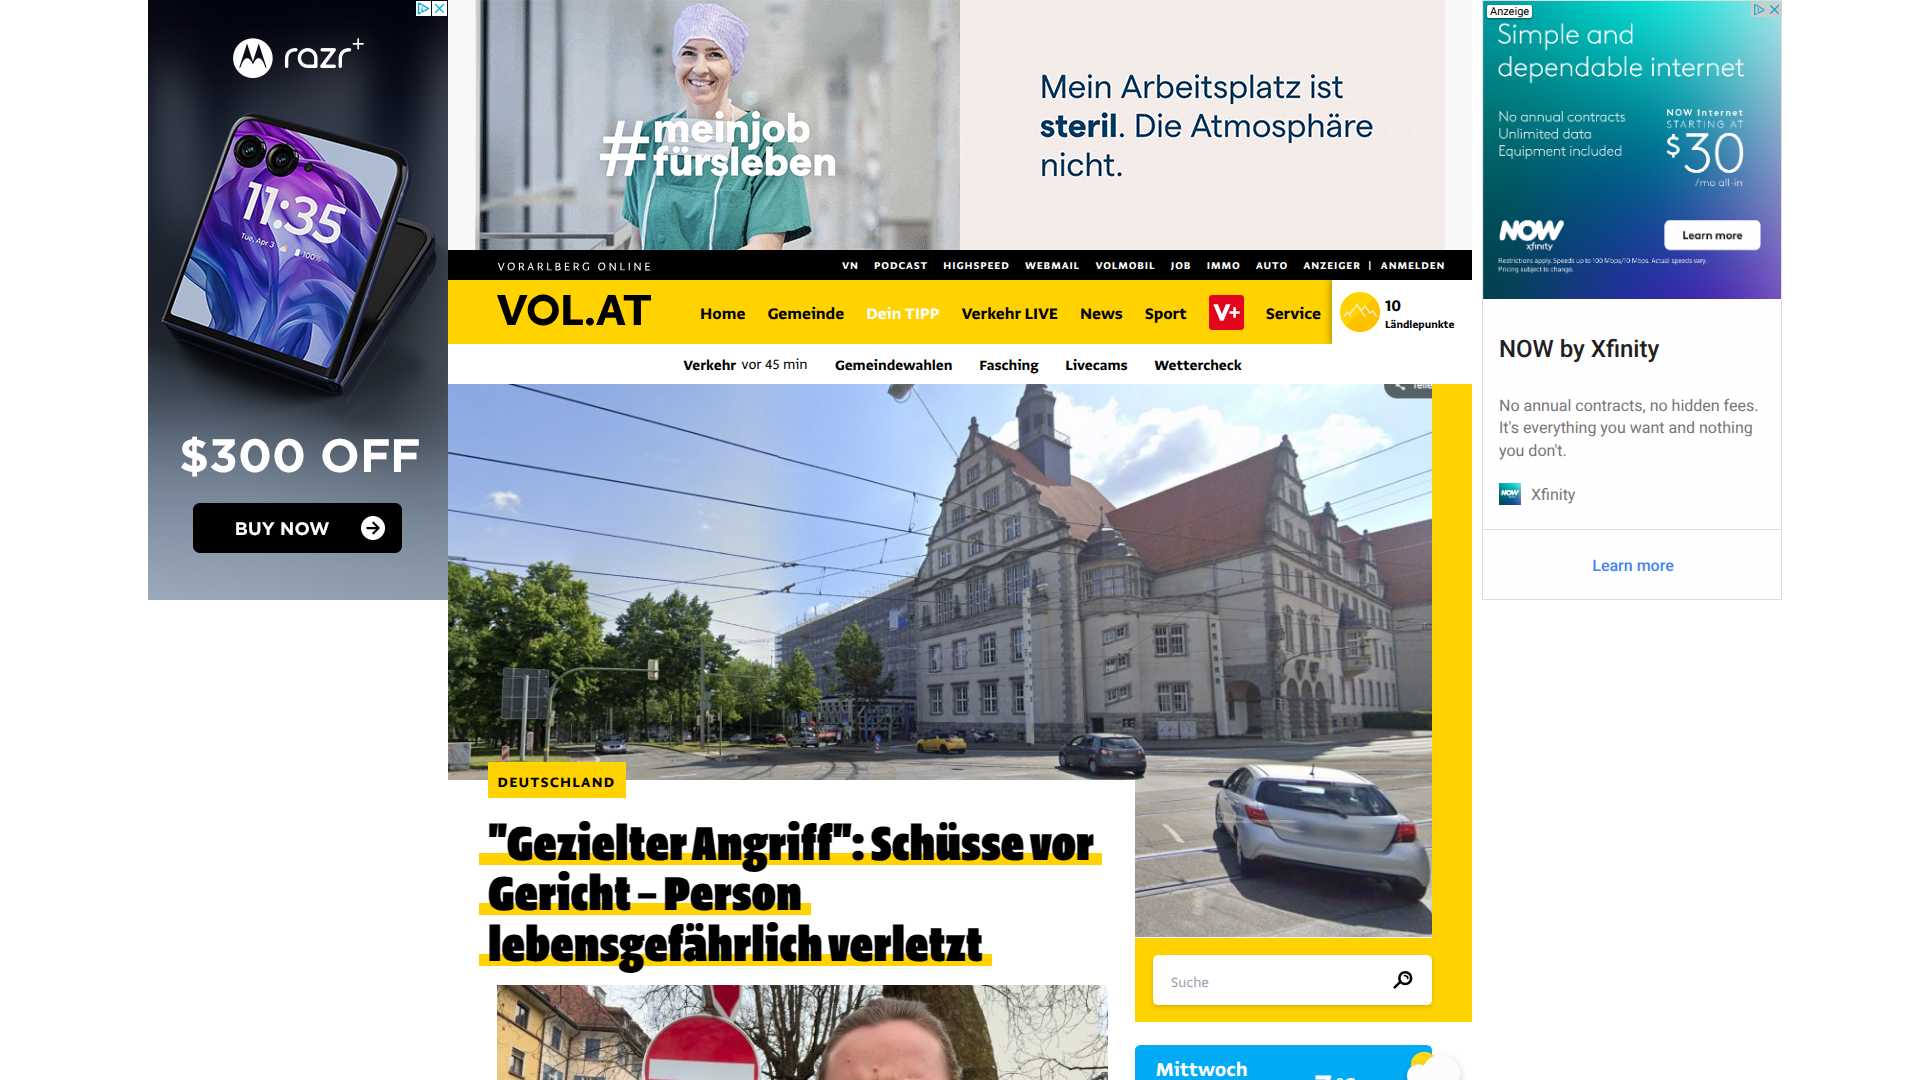 razr+
11:35
Tue, Apr 3
100%
$300 OFF
BUY NOW
#meinjob
fürsleben
Mein Arbeitsplatz ist
steril. Die Atmosphäre
nicht.
Anzeige
Simple and
dependable internet
No annual contracts
Unlimited data
Equipment included
NOW Internet
STARTING AT
$30
/mo all-in
NOW
xfinity
Learn more
Restrictions apply. Speeds up to 100 Mbps/10 Mbps. Actual speeds vary.
Pricing subject to change.
NOW by Xfinity
No annual contracts, no hidden fees.
It's everything you want and nothing
you don't.
NOW
Xfinity
Learn more
VORARLBERG ONLINE
VN PODCAST HIGHSPEED WEBMAIL VOLMOBIL JOB IMMO AUTO ANZEIGER | ANMELDEN
VOL.AT
Home Gemeinde Dein TIPP Verkehr LIVE News Sport V+ Service
10
Ländlepunkte
Verkehr vor 45 min Gemeindewahlen Fasching Livecams Wettercheck
DEUTSCHLAND
"Gezielter Angriff": Schüsse vor
Gericht – Person
lebensgefährlich verletzt
Suche
Mittwoch